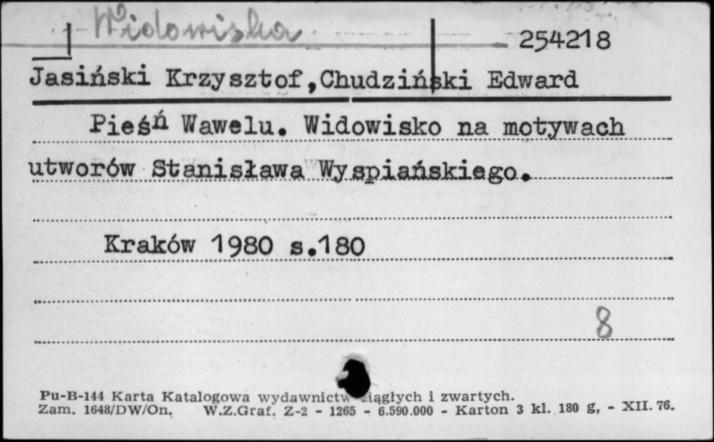 Widowiska
254218
Jasiński Krzysztof, Chudziński Edward
Pieśń Wawelu. Widowisko na motywach
utworów Stanisława Wyspiańskiego.
Kraków 1980 s.180
8
Pu-B-144 Karta Katalogowa wydawnictw ciągłych i zwartych.
Zam. 1648/DW/On. W.Z.Graf. Z-2 - 1265 - 6.590.000 - Karton 3 kl. 180 g, - XII. 76.